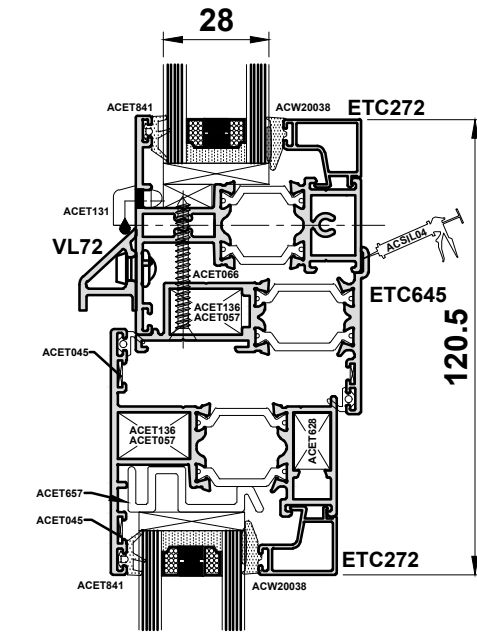 28
ACET841
ACW20038
ETC272
ACET131
ACSIL04
VL72
ACET066
ETC645
ACET136
ACET057
120.5
ACET045
ACET136
ACET057
ACET628
ACET657
ACET045
ETC272
ACET841
ACW20038